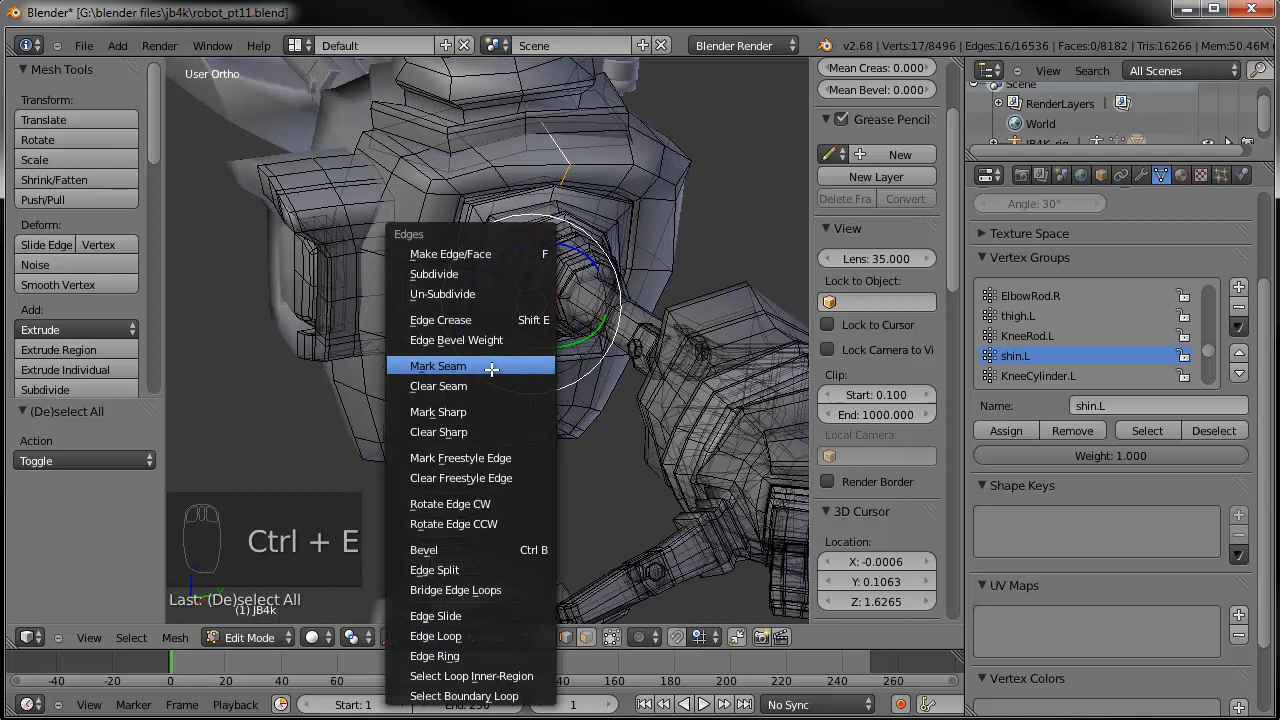 Blender* [G:\blender files\jb4k\robot_pt11.blend]
File Add Render Window Help Default Scene Blender Render v2.68 | Verts:17/8496 | Edges:16/16536 | Faces:0/8182 | Tris:16266 | Mem:50.46M
Mesh Tools
Transform:
Translate
Rotate
Scale
Shrink/Fatten
Push/Pull
Deform:
Slide Edge Vertex
Noise
Smooth Vertex
Add:
Extrude
Extrude Region
Extrude Individual
Subdivide
(De)select All
Action
Toggle
User Ortho
Edges
Make Edge/Face F
Subdivide
Un-Subdivide
Edge Crease Shift E
Edge Bevel Weight
Mark Seam
Clear Seam
Mark Sharp
Clear Sharp
Mark Freestyle Edge
Clear Freestyle Edge
Rotate Edge CW
Rotate Edge CCW
Bevel Ctrl B
Edge Split
Bridge Edge Loops
Edge Slide
Edge Loop
Edge Ring
Select Loop Inner-Region
Select Boundary Loop
Ctrl + E
Last: (De)select All
(1) JB4k
View Select Mesh Edit Mode
Mean Creas: 0.000
Mean Bevel: 0.000
Grease Pencil
New
New Layer
Delete Fra Convert
View
Lens: 35.000
Lock to Object:
Lock to Cursor
Lock Camera to Vi
Clip:
Start: 0.100
End: 1000.000
Local Camera:
Render Border
3D Cursor
Location:
X: -0.0006
Y: 0.1063
Z: 1.6265
View Search All Scenes
Scene
RenderLayers
World
JB4K_rig
Angle: 30°
Texture Space
Vertex Groups
ElbowRod.R
thigh.L
KneeRod.L
shin.L
KneeCylinder.L
Name: shin.L
Assign Remove Select Deselect
Weight: 1.000
Shape Keys
UV Maps
Vertex Colors
-40 -20 0 20 40 60 80 160 180 200 220 240 260 280
View Marker Frame Playback Start: 1 End: 250 1 No Sync